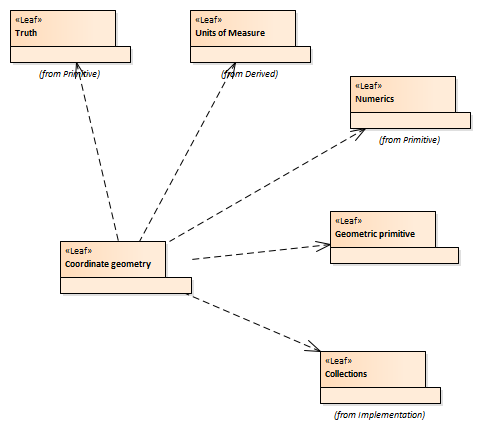 «Leaf»
Truth
(from Primitive)
«Leaf»
Units of Measure
(from Derived)
«Leaf»
Numerics
(from Primitive)
«Leaf»
Geometric primitive
«Leaf»
Coordinate geometry
«Leaf»
Collections
(from Implementation)